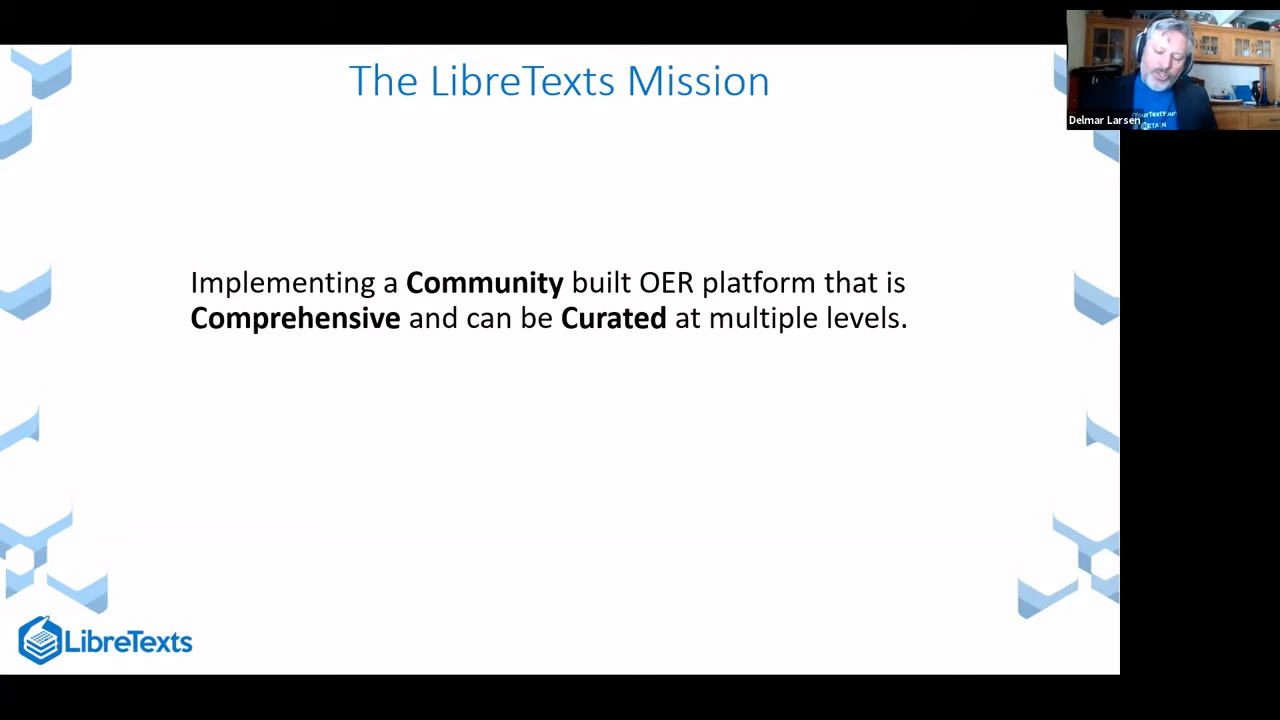 The LibreTexts Mission
Delmar Larsen
Implementing a Community built OER platform that is
Comprehensive and can be Curated at multiple levels.
LibreTexts